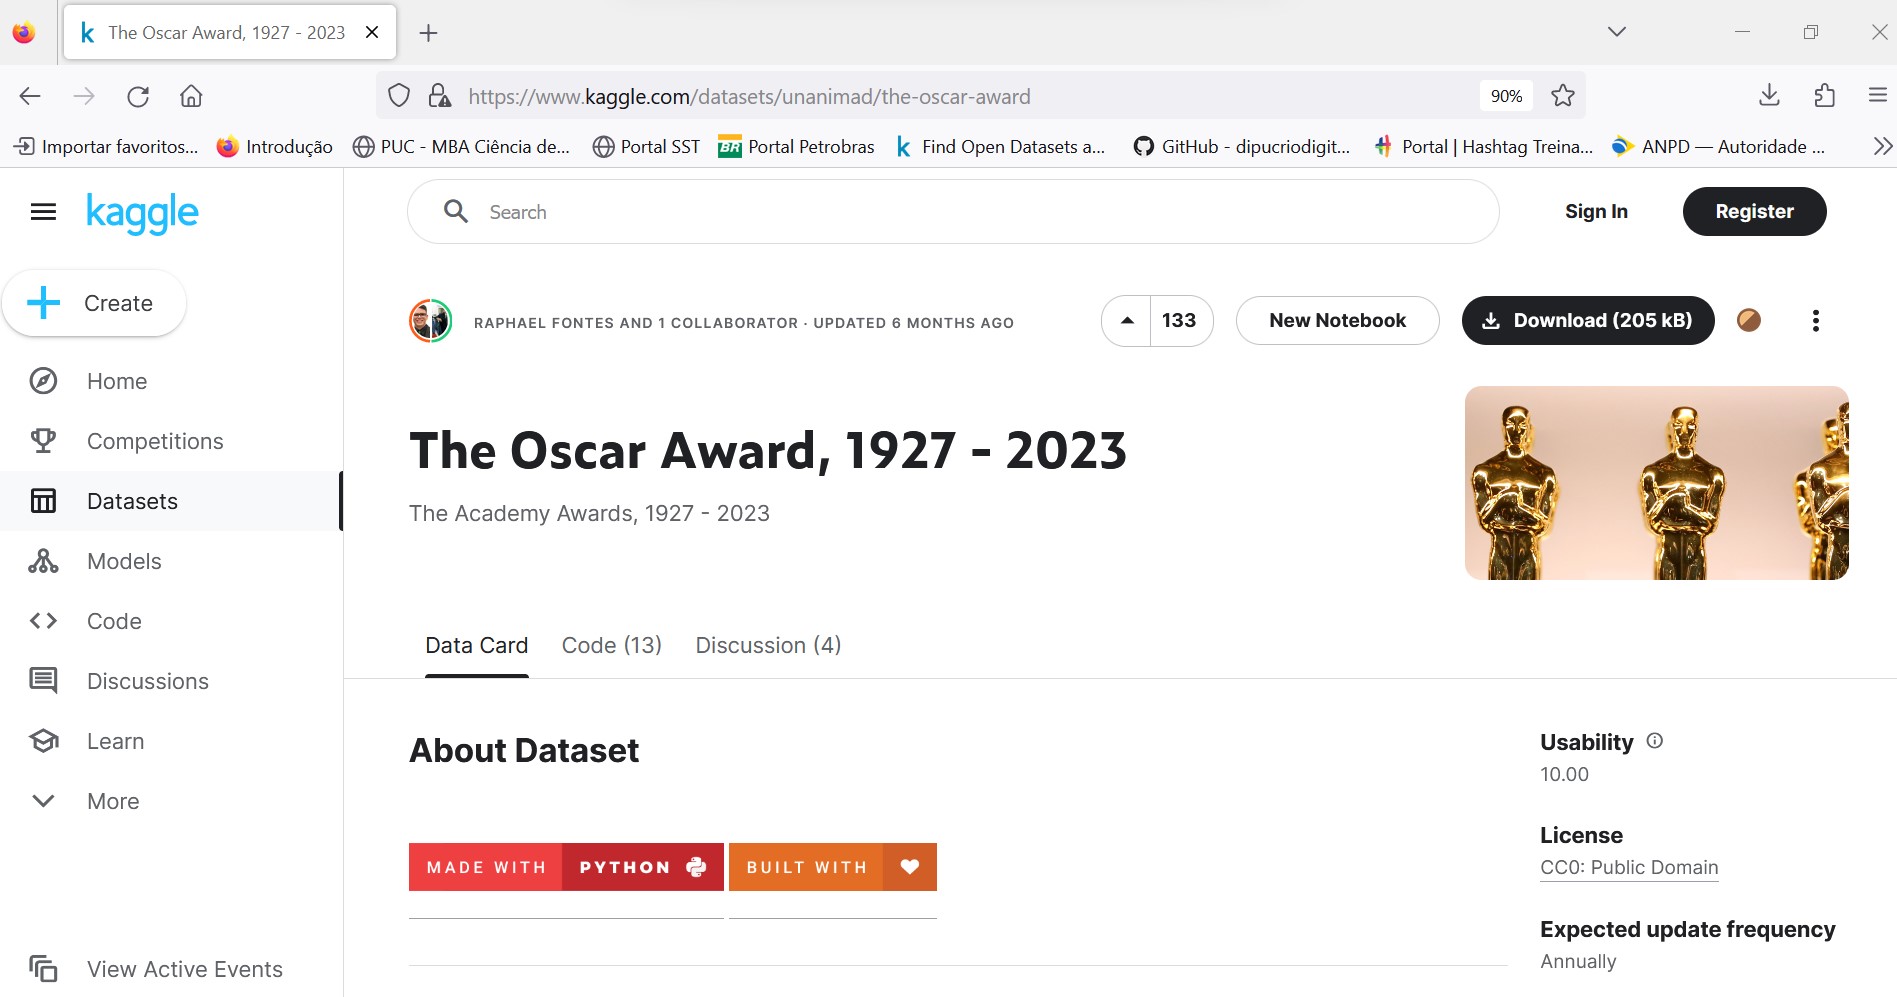 The Oscar Award, 1927 - 2023
https://www.kaggle.com/datasets/unanimad/the-oscar-award
90%
Importar favoritos... Introdução PUC - MBA Ciência de... Portal SST BR Portal Petrobras Find Open Datasets a... GitHub - dipucriodigit... Portal | Hashtag Treina... ANPD — Autoridade ...
kaggle
Search
Sign In
Register
Create
Home
Competitions
Datasets
Models
Code
Discussions
Learn
More
View Active Events
RAPHAEL FONTES AND 1 COLLABORATOR · UPDATED 6 MONTHS AGO
133
New Notebook
Download (205 kB)
The Oscar Award, 1927 - 2023
The Academy Awards, 1927 - 2023
Data Card Code (13) Discussion (4)
About Dataset
MADE WITH PYTHON BUILT WITH
Usability
10.00
License
CC0: Public Domain
Expected update frequency
Annually